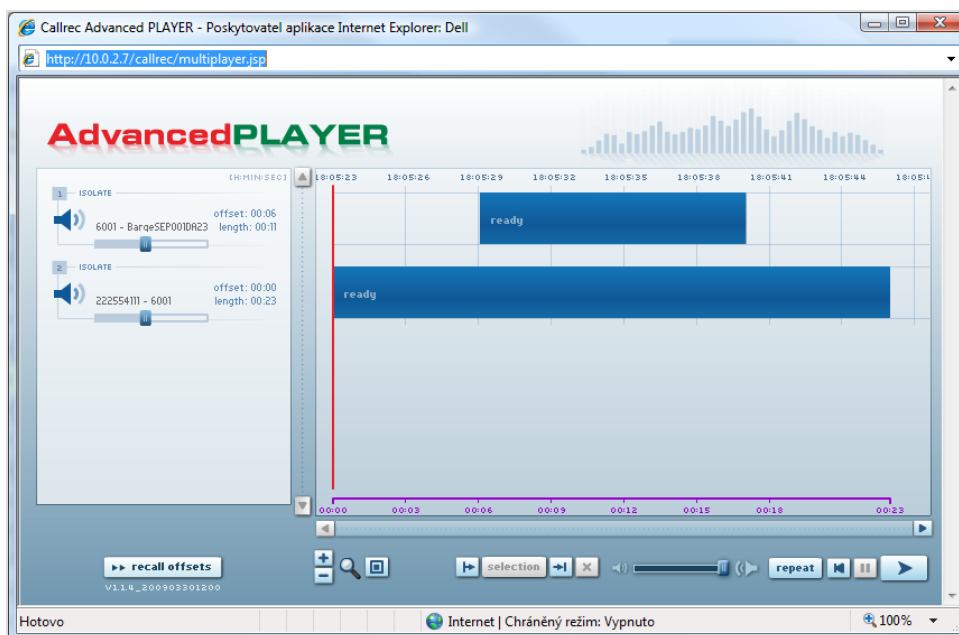 Callrec Advanced PLAYER - Poskytovatel aplikace Internet Explorer: Dell
http://10.0.2.7/callrec/multiplayer.jsp
AdvancedPLAYER
[H:MIN:SEC]
18:05:23 18:05:26 18:05:29 18:05:32 18:05:35 18:05:38 18:05:41 18:05:44 18:05:4
1 ISOLATE
6001 - BarqeSEP001DA23
offset: 00:06
length: 00:11
ready
2 ISOLATE
222554111 - 6001
offset: 00:00
length: 00:23
ready
00:00 00:03 00:06 00:09 00:12 00:15 00:18 00:23
recall offsets
V1.1.4_200903301200
selection
repeat
Hotovo
Internet | Chráněný režim: Vypnuto
100%